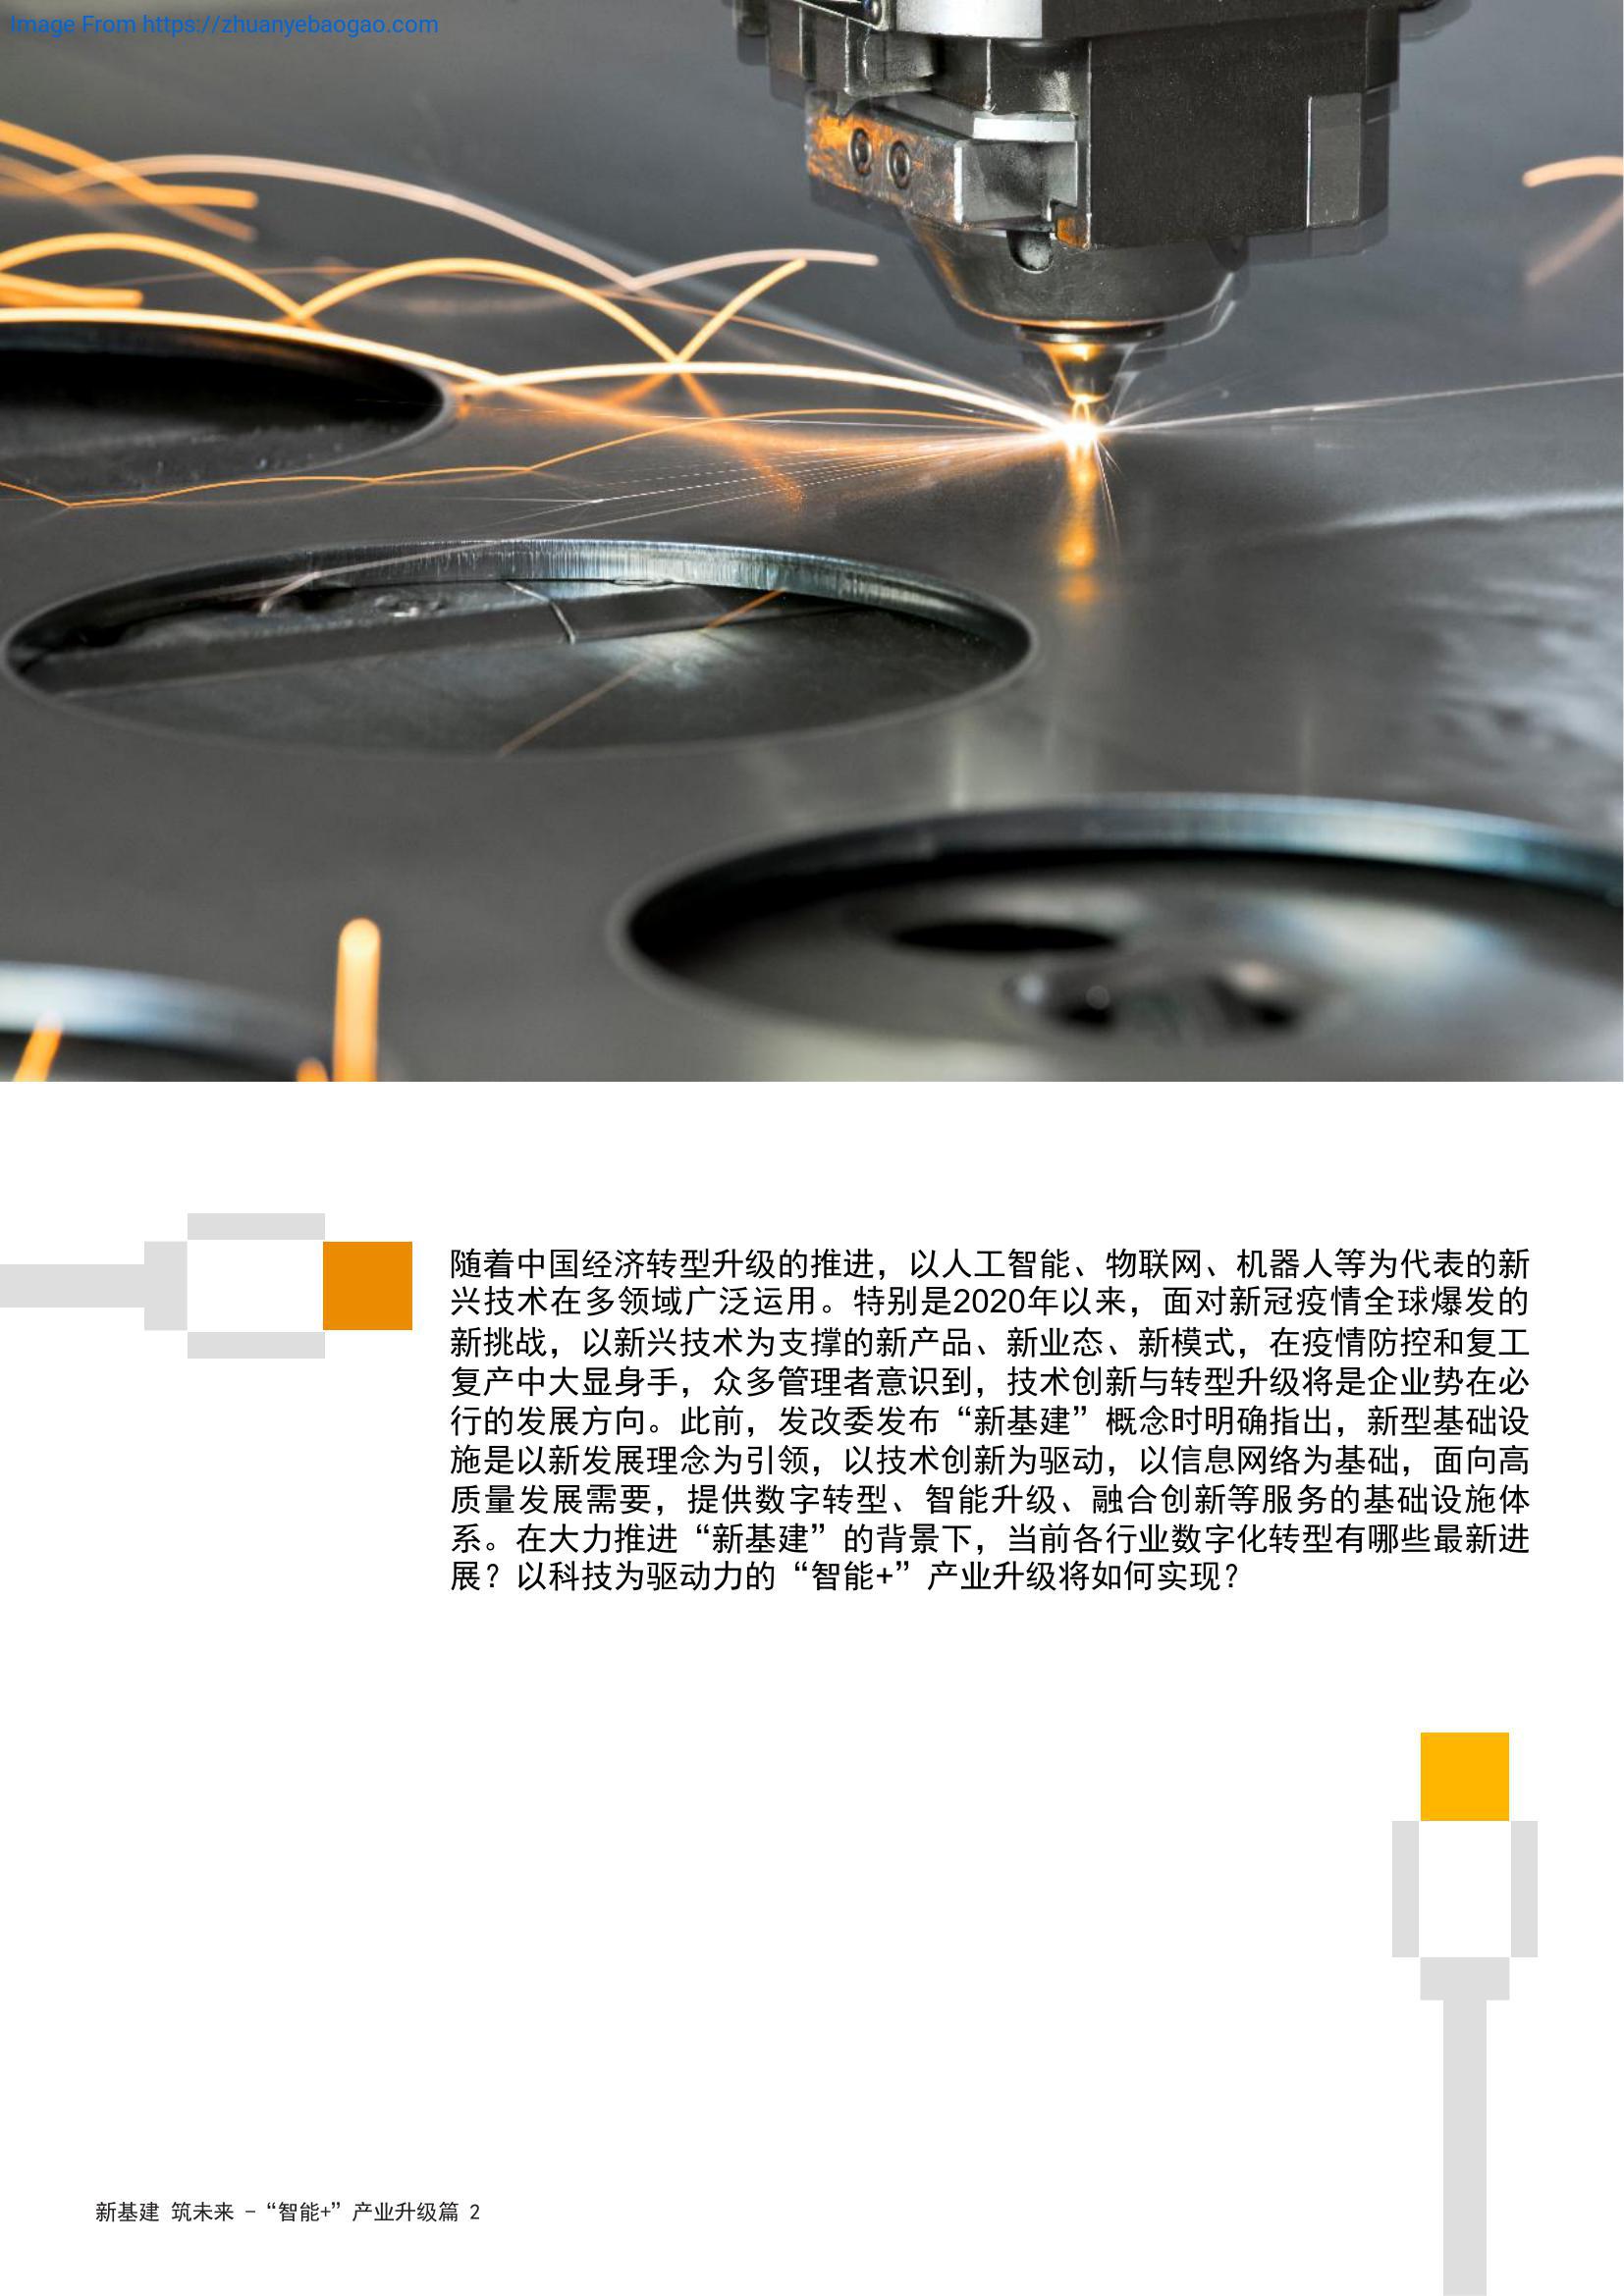 Image From https://zhuanyebaogao.com
随着中国经济转型升级的推进，以人工智能、物联网、机器人等为代表的新
兴技术在多领域广泛运用。特别是2020年以来，面对新冠疫情全球爆发的
新挑战，以新兴技术为支撑的新产品、新业态、新模式，在疫情防控和复工
复产中大显身手，众多管理者意识到，技术创新与转型升级将是企业势在必
行的发展方向。此前，发改委发布“新基建”概念时明确指出，新型基础设
施是以新发展理念为引领，以技术创新为驱动，以信息网络为基础，面向高
质量发展需要，提供数字转型、智能升级、融合创新等服务的基础设施体
系。在大力推进“新基建”的背景下，当前各行业数字化转型有哪些最新进
展？以科技为驱动力的“智能+”产业升级将如何实现？
新基建 筑未来 –“智能+”产业升级篇 2